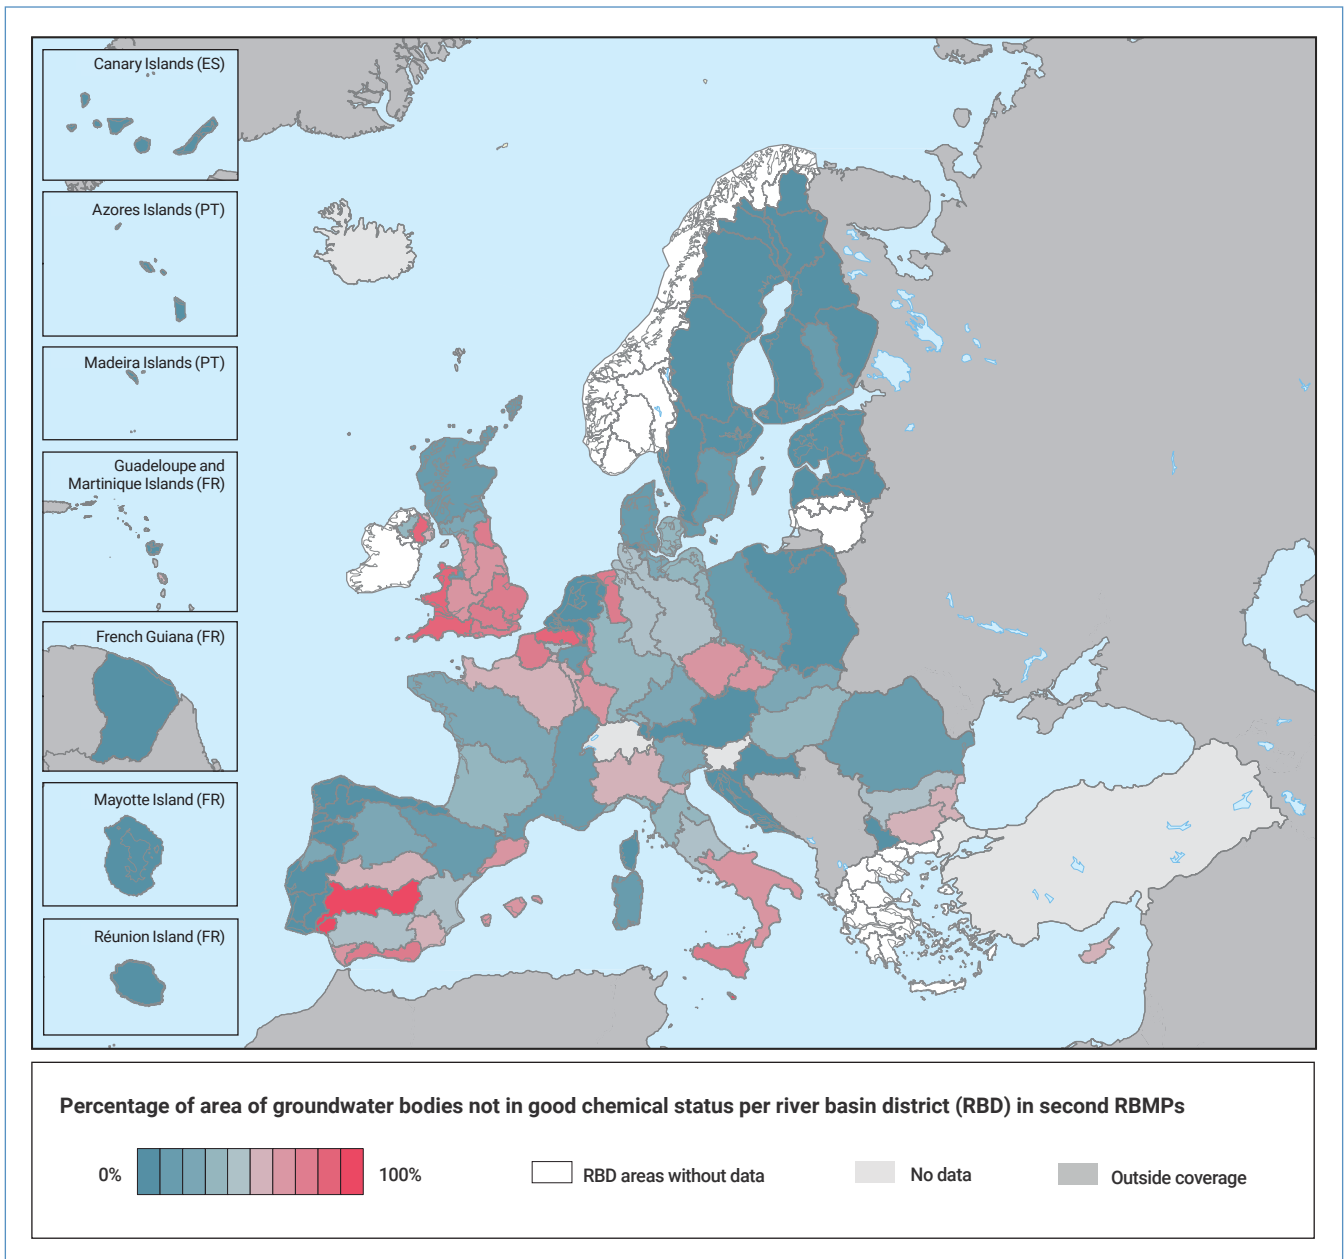 Canary Islands (ES)
Azores Islands (PT)
Madeira Islands (PT)
Guadeloupe and
Martinique Islands (FR)
French Guiana (FR)
Mayotte Island (FR)
Réunion Island (FR)
Percentage of area of groundwater bodies not in good chemical status per river basin district (RBD) in second RBMPs
0%
100%
RBD areas without data
No data
Outside coverage